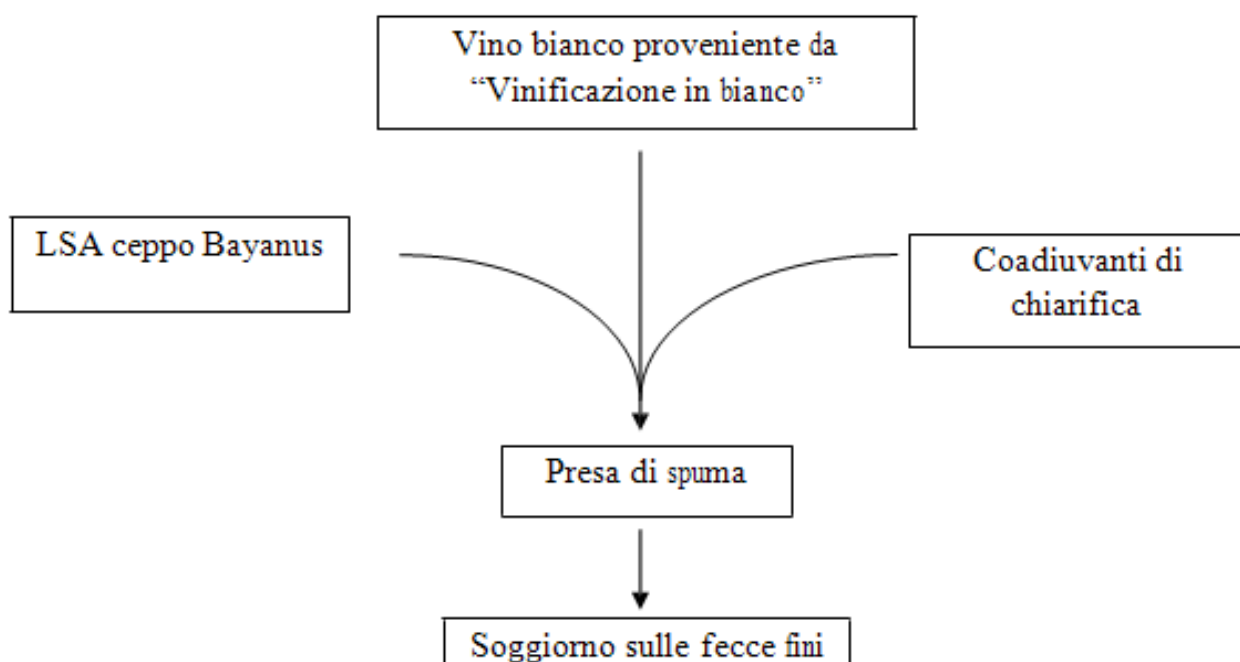 Vino bianco proveniente da
“Vinificazione in bianco”
LSA ceppo Bayanus
Coadiuvanti di
chiarifica
Presa di spuma
Soggiorno sulle fecce fini